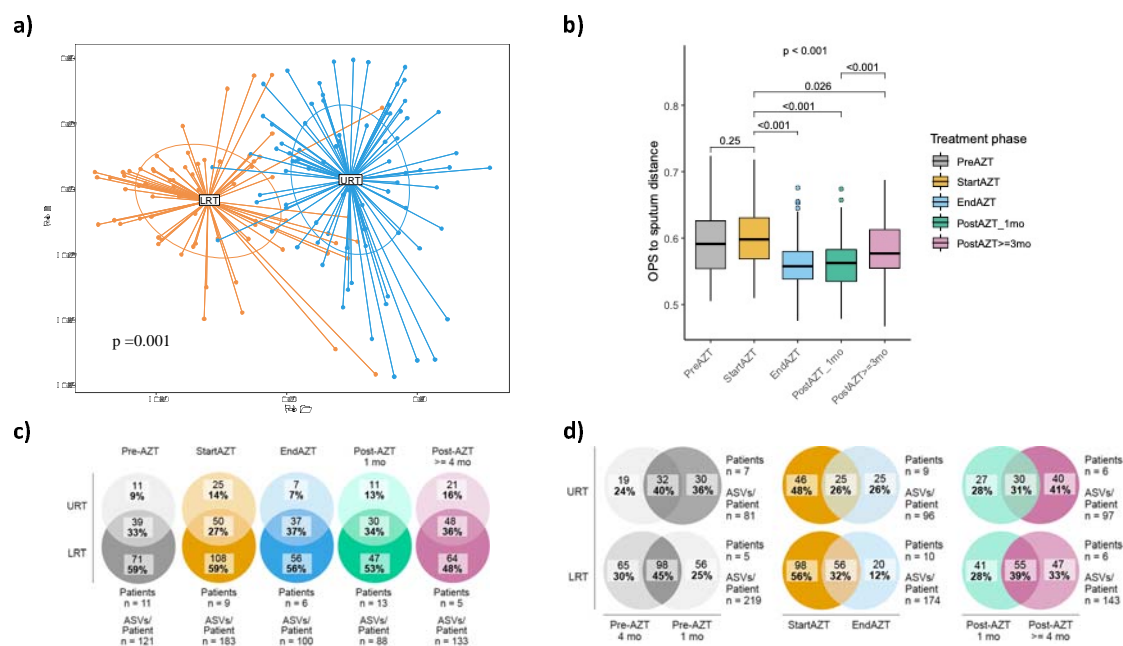 a)
LRT
URT
p =0.001
b)
p < 0.001
<0.001
0.026
<0.001
<0.001
0.25
0.8
0.7
0.6
0.5
OPS to sputum distance
PreAZT
StartAZT
EndAZT
PostAZT_1mo
PostAZT>=3mo
Treatment phase
PreAZT
StartAZT
EndAZT
PostAZT_1mo
PostAZT>=3mo
c)
Pre-AZT
StartAZT
EndAZT
Post-AZT
1 mo
Post-AZT
>= 4 mo
URT
LRT
11
9%
39
33%
71
59%
25
14%
50
27%
108
59%
7
7%
37
37%
56
56%
11
13%
30
34%
47
53%
21
16%
48
36%
64
48%
Patients
n = 11
ASVs/
Patient
n = 121
Patients
n = 9
ASVs/
Patient
n = 183
Patients
n = 6
ASVs/
Patient
n = 100
Patients
n = 13
ASVs/
Patient
n = 88
Patients
n = 5
ASVs/
Patient
n = 133
d)
URT
19
24%
32
40%
30
36%
Patients
n = 7
ASVs/
Patient
n = 81
46
48%
25
26%
25
26%
Patients
n = 9
ASVs/
Patient
n = 96
27
28%
30
31%
40
41%
Patients
n = 6
ASVs/
Patient
n = 97
LRT
65
30%
98
45%
56
25%
Patients
n = 5
ASVs/
Patient
n = 219
98
56%
56
32%
20
12%
Patients
n = 10
ASVs/
Patient
n = 174
41
28%
55
39%
47
33%
Patients
n = 6
ASVs/
Patient
n = 143
Pre-AZT
4 mo
Pre-AZT
1 mo
StartAZT
EndAZT
Post-AZT
1 mo
Post-AZT
>= 4 mo